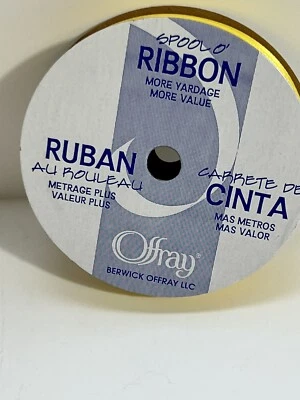 SPOOL O'
RIBBON
MORE YARDAGE
MORE VALUE
RUBAN
AU ROULEAU
METRAGE PLUS
VALEUR PLUS
CARRETE DE
CINTA
MAS METROS
MAS VALOR
Offray®
BERWICK OFFRAY LLC